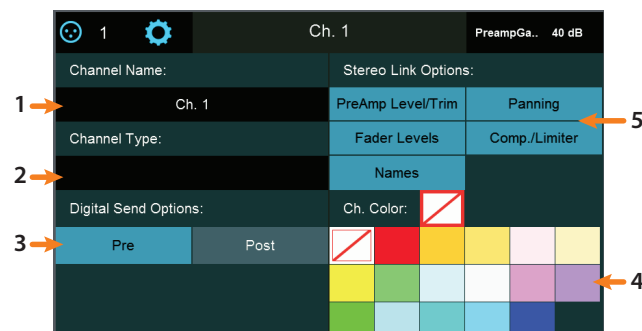 1 Ch. 1 PreampGa.. 40 dB
Channel Name: Stereo Link Options:
1 Ch. 1 PreAmp Level/Trim Panning 5
Channel Type: Fader Levels Comp./Limiter
2 Names
Digital Send Options: Ch. Color:
3 Pre Post
4